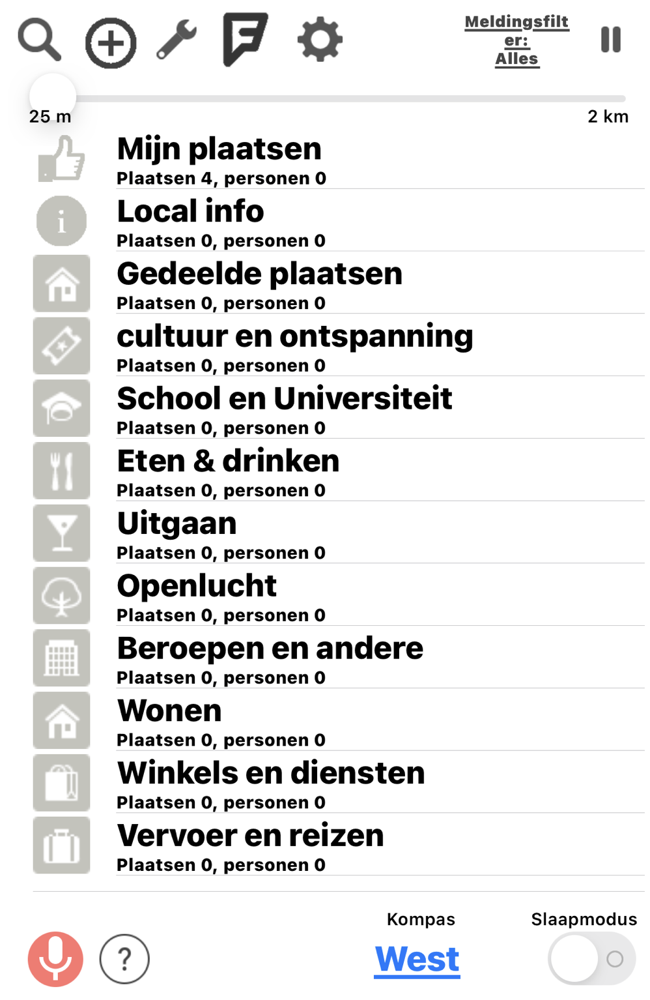 Meldingsfilt
er:
Alles
25 m
2 km
Mijn plaatsen
Plaatsen 4, personen 0
Local info
Plaatsen 0, personen 0
Gedeelde plaatsen
Plaatsen 0, personen 0
cultuur en ontspanning
Plaatsen 0, personen 0
School en Universiteit
Plaatsen 0, personen 0
Eten & drinken
Plaatsen 0, personen 0
Uitgaan
Plaatsen 0, personen 0
Openlucht
Plaatsen 0, personen 0
Beroepen en andere
Plaatsen 0, personen 0
Wonen
Plaatsen 0, personen 0
Winkels en diensten
Plaatsen 0, personen 0
Vervoer en reizen
Plaatsen 0, personen 0
Kompas
Slaapmodus
?
West